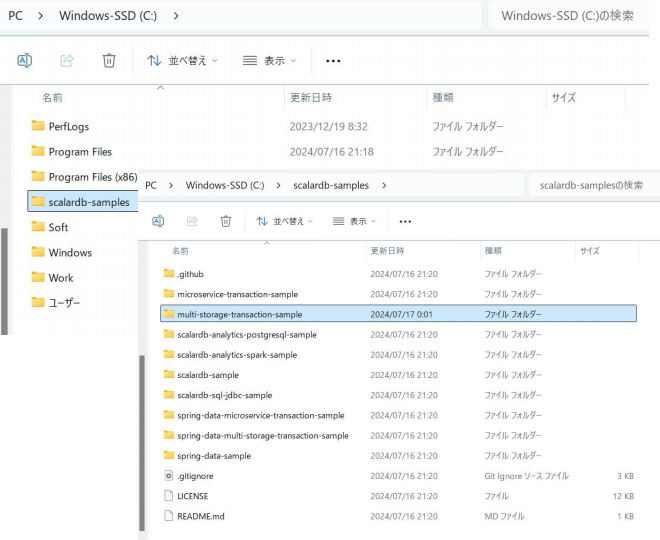 PC > Windows-SSD (C:) > Windows-SSD (C:)の検索
並べ替え 表示 •••
名前 更新日時 種類 サイズ
PerfLogs 2023/12/19 8:32 ファイル フォルダー
Program Files 2024/07/16 21:18 ファイル フォルダー
Program Files (x86)
scalardb-samples
Soft
Windows
Work
ユーザー
PC > Windows-SSD (C:) > scalardb-samples > scalardb-samplesの検索
並べ替え 表示 •••
名前 更新日時 種類 サイズ
.github 2024/07/16 21:20 ファイル フォルダー
microservice-transaction-sample 2024/07/16 21:20 ファイル フォルダー
multi-storage-transaction-sample 2024/07/17 0:01 ファイル フォルダー
scalardb-analytics-postgresql-sample 2024/07/16 21:20 ファイル フォルダー
scalardb-analytics-spark-sample 2024/07/16 21:20 ファイル フォルダー
scalardb-sample 2024/07/16 21:20 ファイル フォルダー
scalardb-sql-jdbc-sample 2024/07/16 21:20 ファイル フォルダー
spring-data-microservice-transaction-sample 2024/07/16 21:20 ファイル フォルダー
spring-data-multi-storage-transaction-sample 2024/07/16 21:20 ファイル フォルダー
spring-data-sample 2024/07/16 21:20 ファイル フォルダー
.gitignore 2024/07/16 21:20 Git Ignore ソース ファイル 3 KB
LICENSE 2024/07/16 21:20 ファイル 12 KB
README.md 2024/07/16 21:20 MD ファイル 1 KB